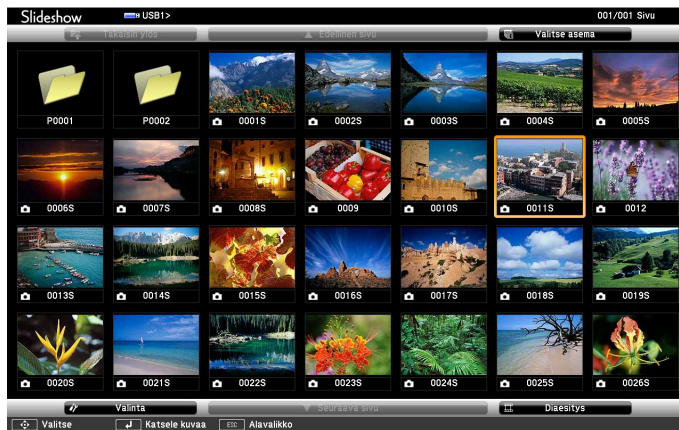 Slideshow USB1> 001/001 Sivu
Takaisin ylös Edellinen sivu Valitse asema
P0001 P0002 0001S 0002S 0003S 0004S 0005S
0006S 0007S 0008S 0009 0010S 0011S 0012
0013S 0014S 0015S 0016S 0017S 0018S 0019S
0020S 0021S 0022S 0023S 0024S 0025S 0026S
Valinta Seuraava sivu Diaesitys
Valitse Katsele kuvaa ESC Alavalikko